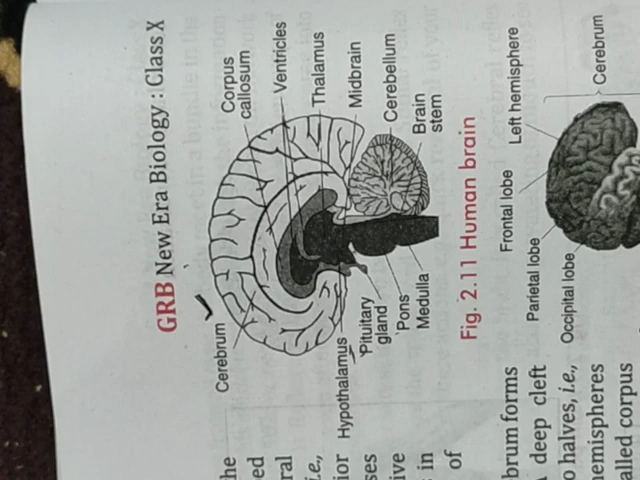 GRB New Era Biology : Class X
Cerebrum
Corpus
callosum
Ventricles
Thalamus
Midbrain
Cerebellum
Brain
stem
Hypothalamus
Pituitary
gland
Pons
Medulla
Fig. 2.11 Human brain
Left hemisphere
Cerebrum
Frontal lobe
Parietal lobe
Occipital lobe
he
ed
ral
i.e.,
ior
ses
ive
in
of
brum forms
deep cleft
o halves, i.e.,
hemispheres
alled corpus